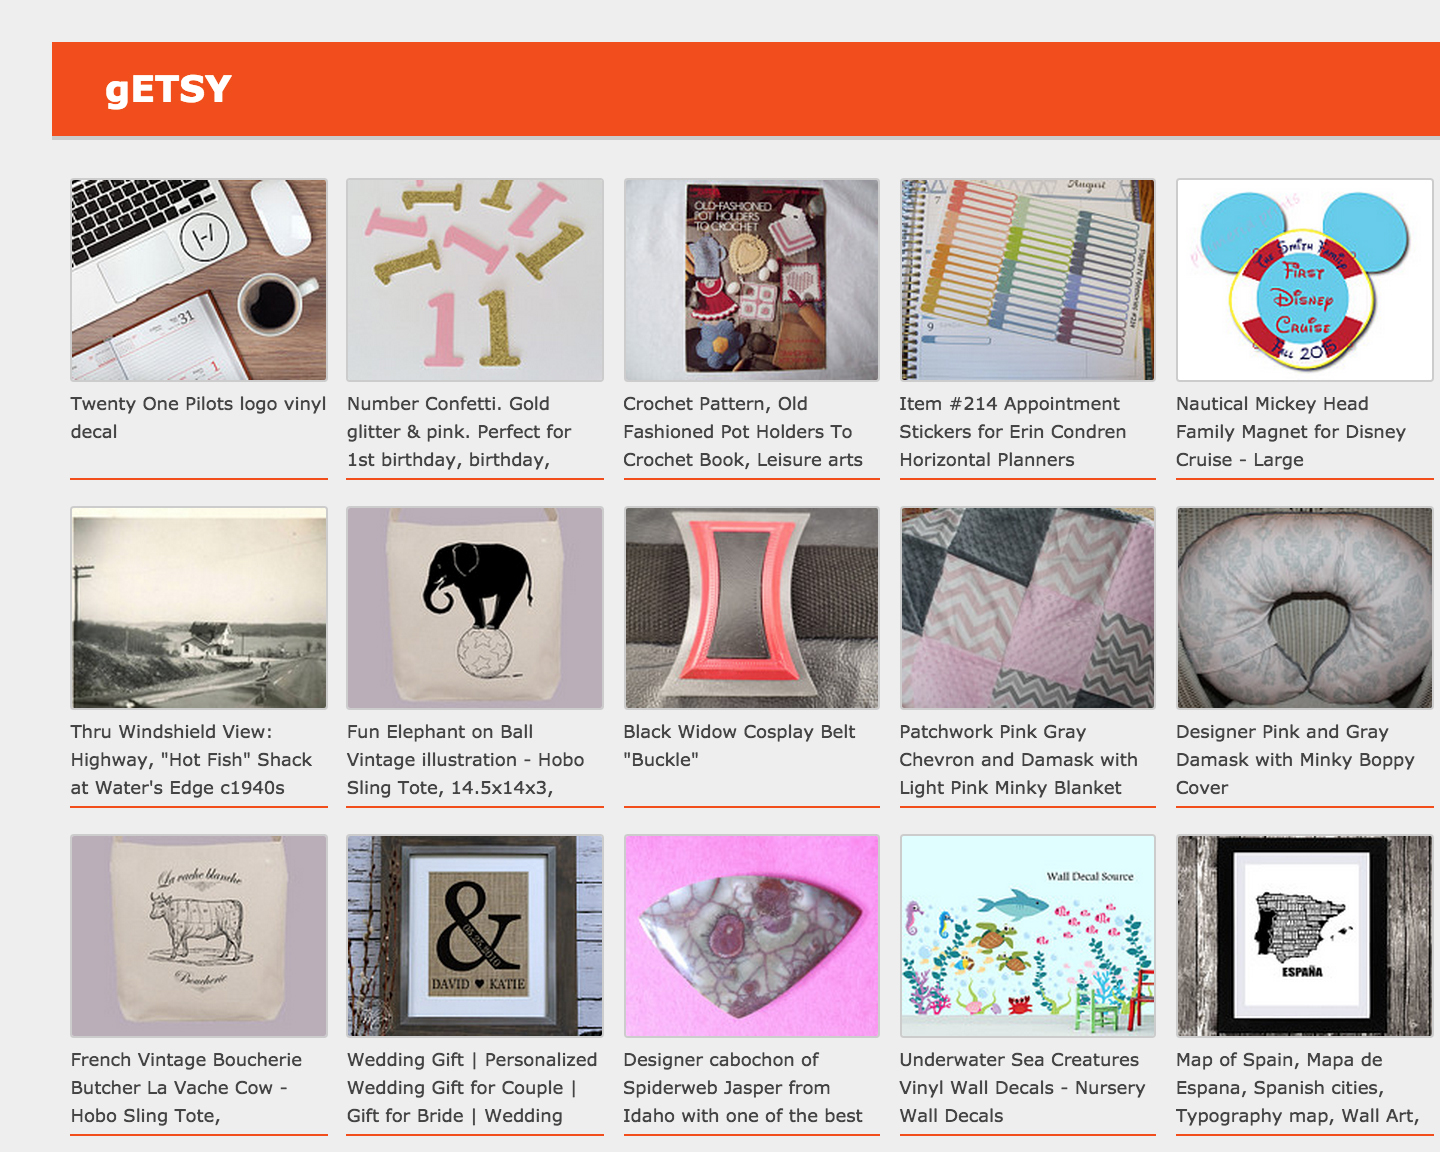 gETSY
|-/
31
1
Twenty One Pilots logo vinyl
decal
Number Confetti. Gold
glitter & pink. Perfect for
1st birthday, birthday,
OLD-FASHIONED
POT HOLDERS
TO CROCHET
Crochet Pattern, Old
Fashioned Pot Holders To
Crochet Book, Leisure arts
August
7
9
Item #214 Appointment
Stickers for Erin Condren
Horizontal Planners
The Smith Family
First
Disney
Cruise
Fall 2015
Nautical Mickey Head
Family Magnet for Disney
Cruise - Large
Thru Windshield View:
Highway, "Hot Fish" Shack
at Water's Edge c1940s
Fun Elephant on Ball
Vintage illustration - Hobo
Sling Tote, 14.5x14x3,
Black Widow Cosplay Belt
"Buckle"
Patchwork Pink Gray
Chevron and Damask with
Light Pink Minky Blanket
Designer Pink and Gray
Damask with Minky Boppy
Cover
La vache blanche
Boucherie
French Vintage Boucherie
Butcher La Vache Cow -
Hobo Sling Tote,
&
DAVID ♥ KATIE
Wedding Gift | Personalized
Wedding Gift for Couple |
Gift for Bride | Wedding
Designer cabochon of
Spiderweb Jasper from
Idaho with one of the best
Wall Decal Source
Underwater Sea Creatures
Vinyl Wall Decals - Nursery
Wall Decals
ESPAÑA
Map of Spain, Mapa de
Espana, Spanish cities,
Typography map, Wall Art,